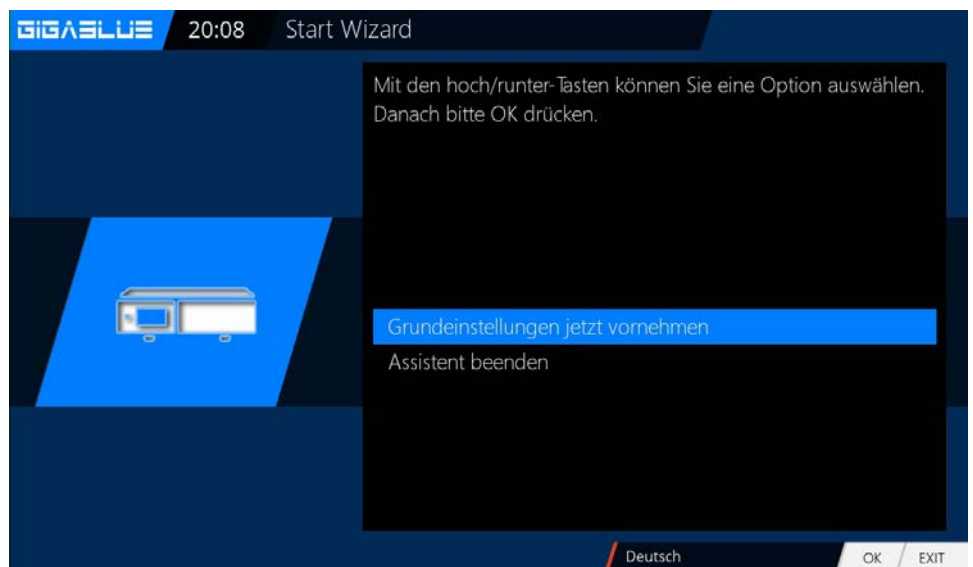 GIGABLUE 20:08 Start Wizard
Mit den hoch/runter-Tasten können Sie eine Option auswählen.
Danach bitte OK drücken.
Grundeinstellungen jetzt vornehmen
Assistent beenden
Deutsch OK EXIT